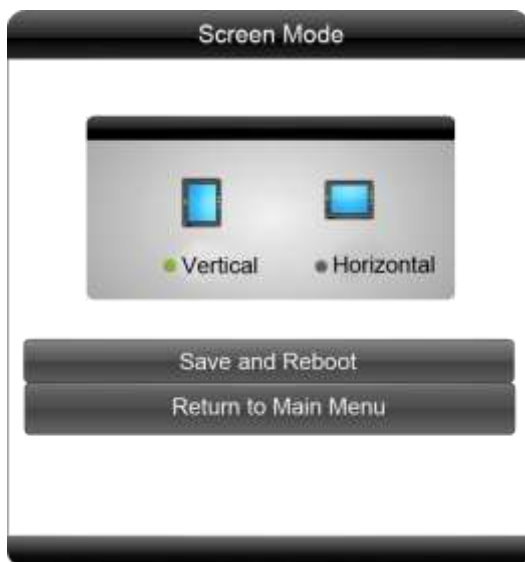 Screen Mode
Vertical
Horizontal
Save and Reboot
Return to Main Menu